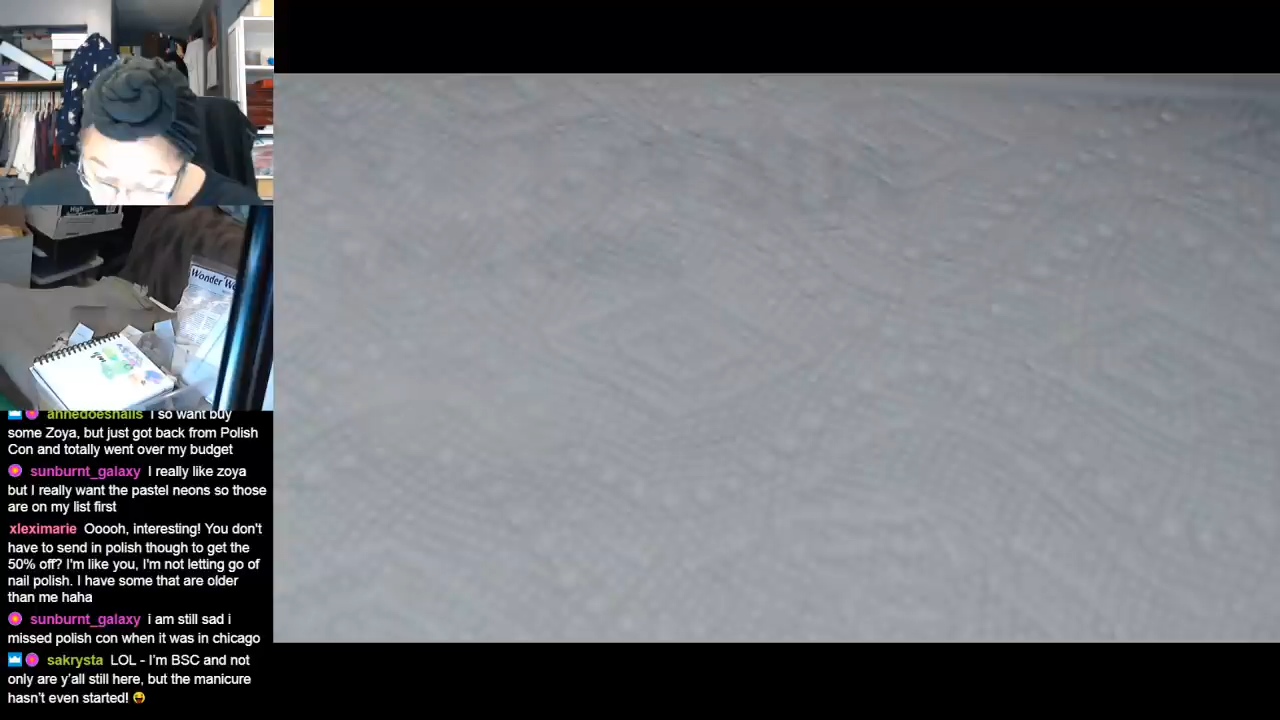 High
Wonder Wo
annedoesnails I so want buy
some Zoya, but just got back from Polish
Con and totally went over my budget
sunburnt_galaxy I really like zoya
but I really want the pastel neons so those
are on my list first
xleximarie Ooooh, interesting! You don't
have to send in polish though to get the
50% off? I'm like you, I'm not letting go of
nail polish. I have some that are older
than me haha
sunburnt_galaxy i am still sad i
missed polish con when it was in chicago
sakrysta LOL - I'm BSC and not
only are y'all still here, but the manicure
hasn't even started! 😝